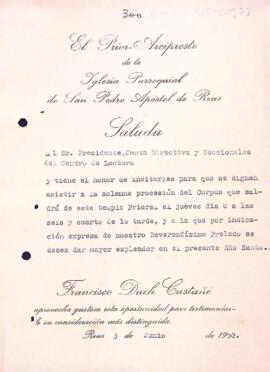 300
El Prior-Arcipreste
de la
Iglesia Parroquial
de San Pedro Apóstol de Reus
Saluda
Al Sr. Presidente, Junta Directiva y Seccionales
del Centro de Lectura
y tiene el honor de invitarles para que se dignen
asistir a la solemne procesión del Corpus que sal-
drá de este templo Prioral el jueves día 8 a las
seis y cuarto de la tarde, y a la que por indica-
ción expresa de nuestro Reverendísimo Prelado se
desea dar mayor esplendor en el presente Año Santo.
Francisco Duch Castañé
aprovecha gustoso esta oportunidad para testimoniar-
le su consideración más distinguida.
Reus 3 de Junio de 1950.